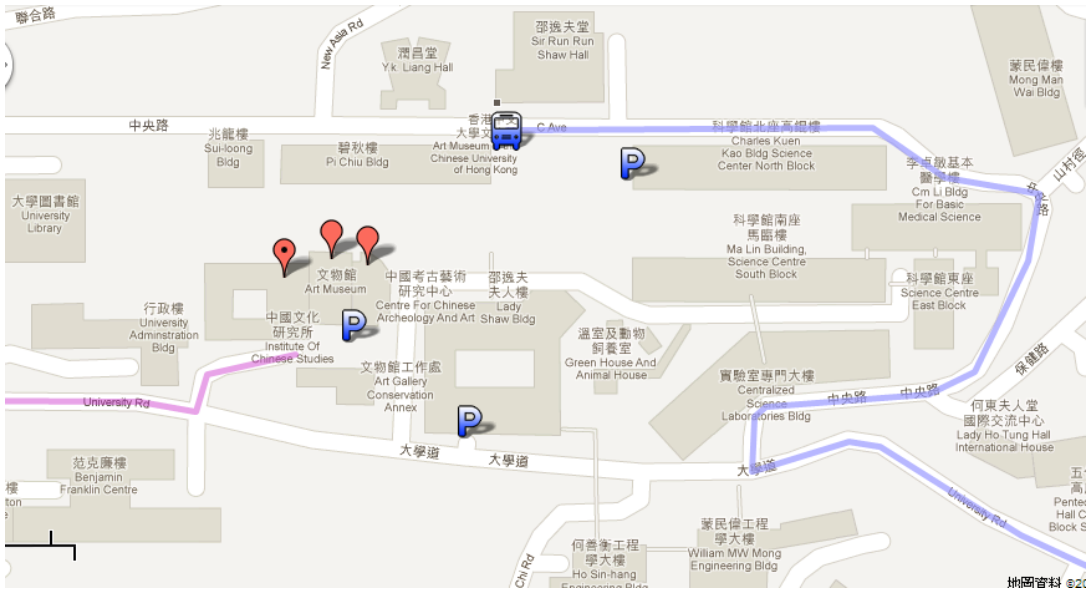 聯合路
New Asia Rd
潤昌堂
Y.k. Liang Hall
邵逸夫堂
Sir Run Run
Shaw Hall
蒙民偉樓
Mong Man
Wai Bldg
中央路
兆龍樓
Sui-loong
Bldg
碧秋樓
Pi Chiu Bldg
香港
中文
大學文
Art Museum
Chinese University
of Hong Kong
C Ave
P
科學館北座高錕樓
Charles Kuen
Kao Bldg Science
Center North Block
李卓敏基本
醫學樓
Cm Li Bldg
For Basic
Medical Science
中央路
山村徑
大學圖書館
University
Library
文物館
Art Museum
中國考古藝術
研究中心
Centre For Chinese
Archeology And Art
邵逸夫
夫人樓
Lady
Shaw Bldg
科學館南座
馬臨樓
Ma Lin Building,
Science Centre
South Block
科學館東座
Science Centre
East Block
行政樓
University
Adminstration
Bldg
中國文化
研究所
Institute Of
Chinese Studies
P
溫室及動物
飼養室
Green House And
Animal House
文物館工作處
Art Gallery
Conservation
Annex
實驗室專門大樓
Centralized
Science
Laboratories Bldg
中央路
中央路
保健路
University Rd
P
何東夫人堂
國際交流中心
Lady Ho Tung Hall
International House
大學道
大學道
大學道
范克廉樓
Benjamin
Franklin Centre
樓
ton
e
University Rd
五
高
Pentec
Hall C
Block S
蒙民偉工程
學大樓
William MW Mong
Engineering Bldg
何善衡工程
學大樓
Ho Sin-hang
Engineering Bldg
Chi Rd
地圖資料 ©20